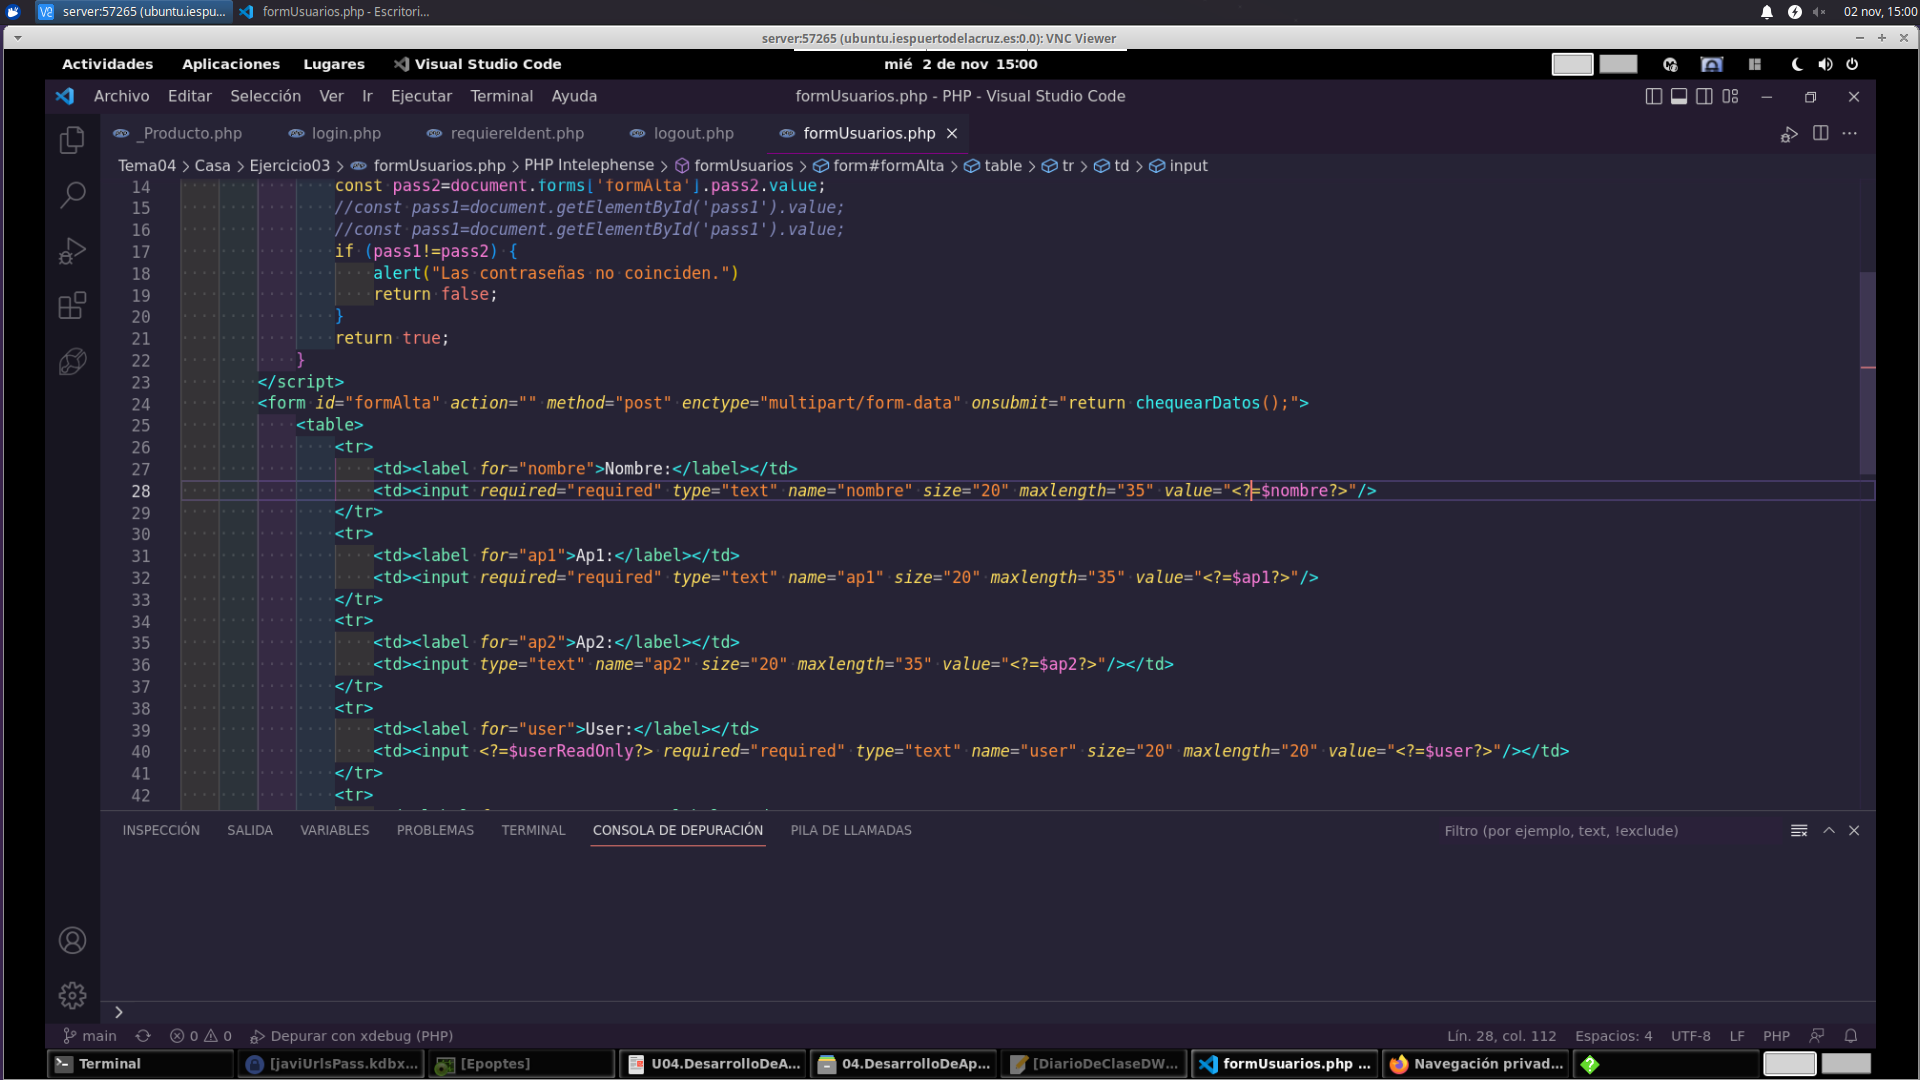 server:57265 (ubuntu.iespu...
formUsuarios.php - Escritori...
02 nov, 15:00
server:57265 (ubuntu.iespuertodelacruz.es:0.0): VNC Viewer
Actividades Aplicaciones Lugares Visual Studio Code mié 2 de nov 15:00
Archivo Editar Selección Ver Ir Ejecutar Terminal Ayuda formUsuarios.php - PHP - Visual Studio Code
_Producto.php login.php requiereIdent.php logout.php formUsuarios.php
Tema04 > Casa > Ejercicio03 > formUsuarios.php > PHP Intelephense > formUsuarios > form#formAlta > table > tr > td > input
14 const pass2=document.forms['formAlta'].pass2.value;
15 //const pass1=document.getElementById('pass1').value;
16 //const pass1=document.getElementById('pass1').value;
17 if (pass1!=pass2) {
18 alert("Las contraseñas no coinciden.")
19 return false;
20 }
21 return true;
22 }
23 </script>
24 <form id="formAlta" action="" method="post" enctype="multipart/form-data" onsubmit="return chequearDatos();">
25 <table>
26 <tr>
27 <td><label for="nombre">Nombre:</label></td>
28 <td><input required="required" type="text" name="nombre" size="20" maxlength="35" value="<?=$nombre?>"/>
29 </tr>
30 <tr>
31 <td><label for="ap1">Ap1:</label></td>
32 <td><input required="required" type="text" name="ap1" size="20" maxlength="35" value="<?=$ap1?>"/>
33 </tr>
34 <tr>
35 <td><label for="ap2">Ap2:</label></td>
36 <td><input type="text" name="ap2" size="20" maxlength="35" value="<?=$ap2?>"/></td>
37 </tr>
38 <tr>
39 <td><label for="user">User:</label></td>
40 <td><input <?=$userReadOnly?> required="required" type="text" name="user" size="20" maxlength="20" value="<?=$user?>"/></td>
41 </tr>
42 <tr>
INSPECCIÓN SALIDA VARIABLES PROBLEMAS TERMINAL CONSOLA DE DEPURACIÓN PILA DE LLAMADAS Filtro (por ejemplo, text, !exclude)
main 0 0 Depurar con xdebug (PHP) Lín. 28, col. 112 Espacios: 4 UTF-8 LF PHP
Terminal [javiUrlsPass.kdbx... [Epoptes] U04.DesarrolloDeA... 04.DesarrolloDeAp... [DiarioDeClaseDW... formUsuarios.php ... Navegación privad...